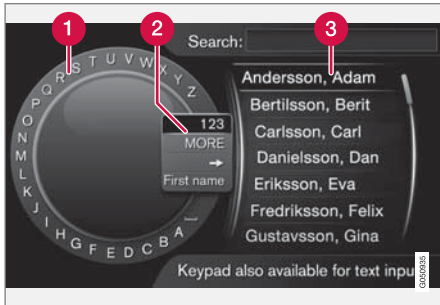 1
2
3
Search:
A B C D E F G H I J K L M N O P Q R S T U V W X Y Z
123
MORE
→
First name
Andersson, Adam
Bertilsson, Berit
Carlsson, Carl
Danielsson, Dan
Eriksson, Eva
Fredriksson, Felix
Gustavsson, Gina
Keypad also available for text inpu
G050935